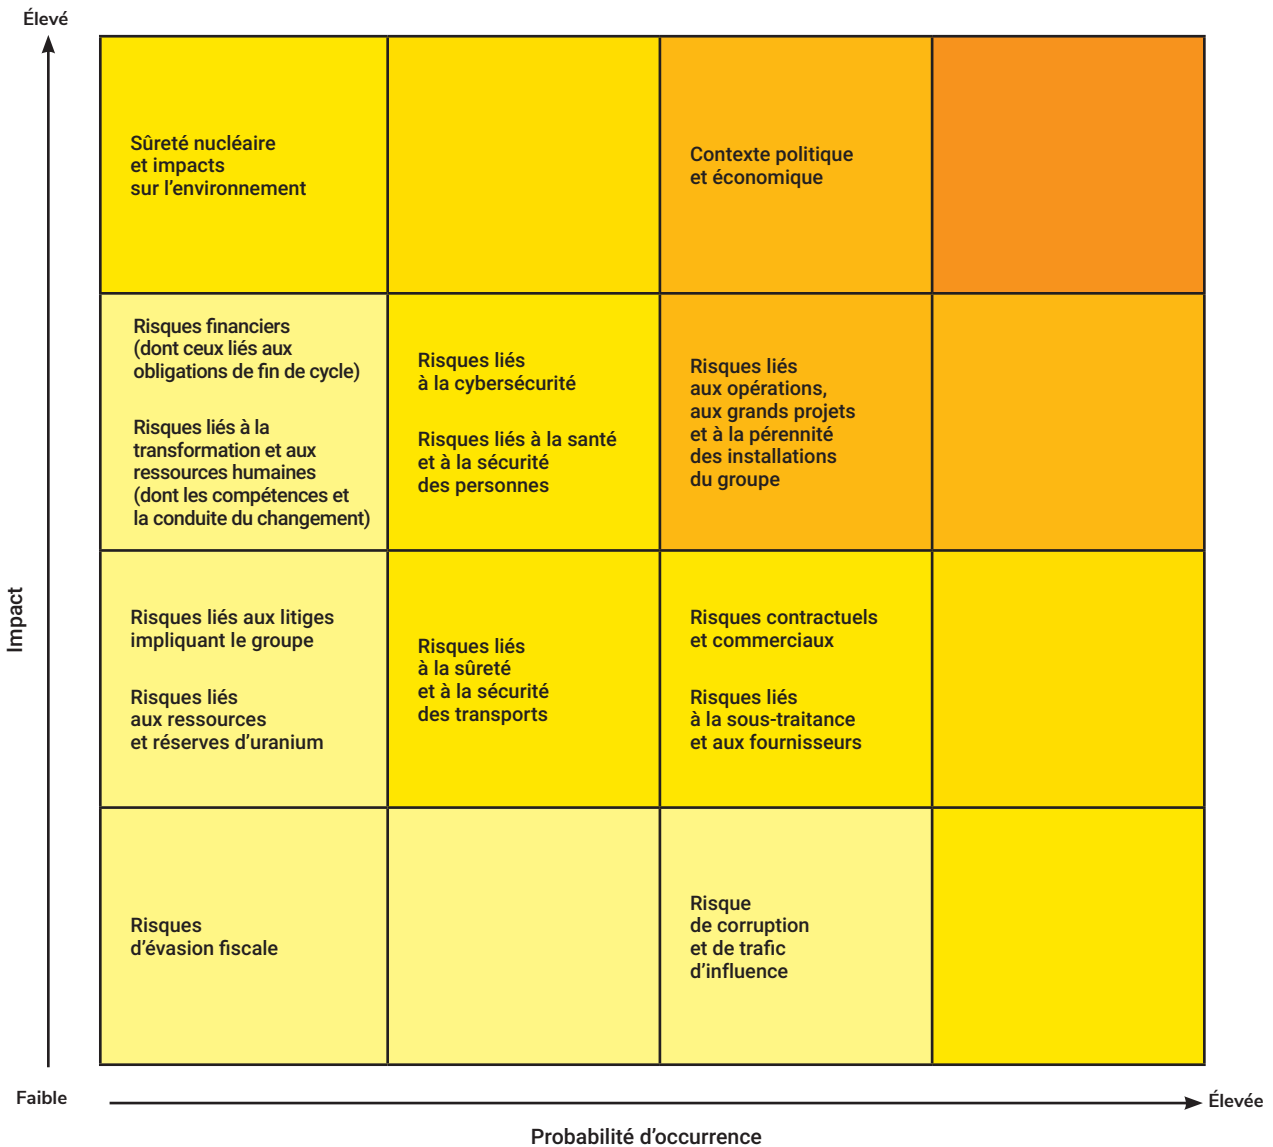 Élevé
Sûreté nucléaire
et impacts
sur l'environnement
Contexte politique
et économique
Risques financiers
(dont ceux liés aux
obligations de fin de cycle)
Risques liés à la
transformation et aux
ressources humaines
(dont les compétences et
la conduite du changement)
Risques liés
à la cybersécurité
Risques liés à la santé
et à la sécurité
des personnes
Risques liés
aux opérations,
aux grands projets
et à la pérennité
des installations
du groupe
Impact
Risques liés aux litiges
impliquant le groupe
Risques liés
aux ressources
et réserves d'uranium
Risques liés
à la sûreté
et à la sécurité
des transports
Risques contractuels
et commerciaux
Risques liés
à la sous-traitance
et aux fournisseurs
Risques
d'évasion fiscale
Risque
de corruption
et de trafic
d'influence
Faible
Élevée
Probabilité d'occurrence